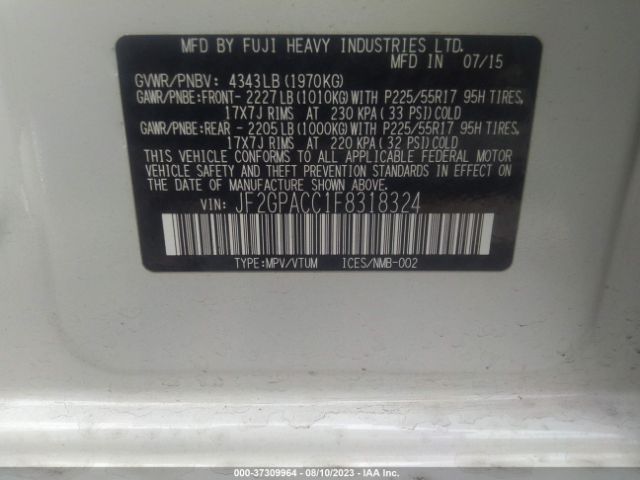 MFD BY FUJI HEAVY INDUSTRIES LTD.
MFD IN 07/15
GVWR/PNBV: 4343LB(1970KG)
GAWR/PNBE:FRONT- 2227LB(1010KG)WITH P225/55R17 95H TIRES,
17X7J RIMS AT 230 KPA(33 PSI)COLD
GAWR/PNBE:REAR - 2205LB(1000KG)WITH P225/55R17 95H TIRES,
17X7J RIMS AT 220 KPA(32 PSI)COLD
THIS VEHICLE CONFORMS TO ALL APPLICABLE FEDERAL MOTOR
VEHICLE SAFETY AND THEFT PREVENTION STANDARDS IN EFFECT
ON THE DATE OF MANUFACTURE SHOWN ABOVE.
VIN: JF2GPACC1F8318324
TYPE:MPV/VTUM ICES/NMB-002
000-37309964 - 08/10/2023 - IAA Inc.